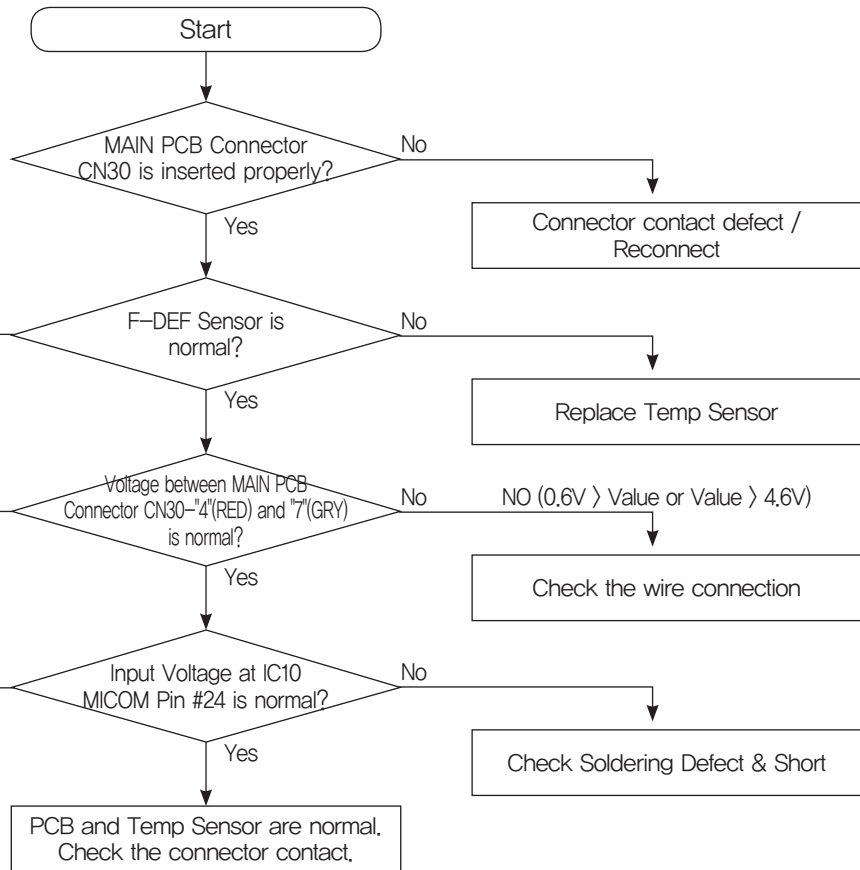 Start
MAIN PCB Connector
CN30 is inserted properly?
No
Yes
Connector contact defect /
Reconnect
F-DEF Sensor is
normal?
No
Yes
Replace Temp Sensor
Voltage between MAIN PCB
Connector CN30-"4"(RED) and "7"(GRY)
is normal?
No
NO (0.6V > Value or Value > 4.6V)
Yes
Check the wire connection
Input Voltage at IC10
MICOM Pin #24 is normal?
No
Yes
Check Soldering Defect & Short
PCB and Temp Sensor are normal.
Check the connector contact.